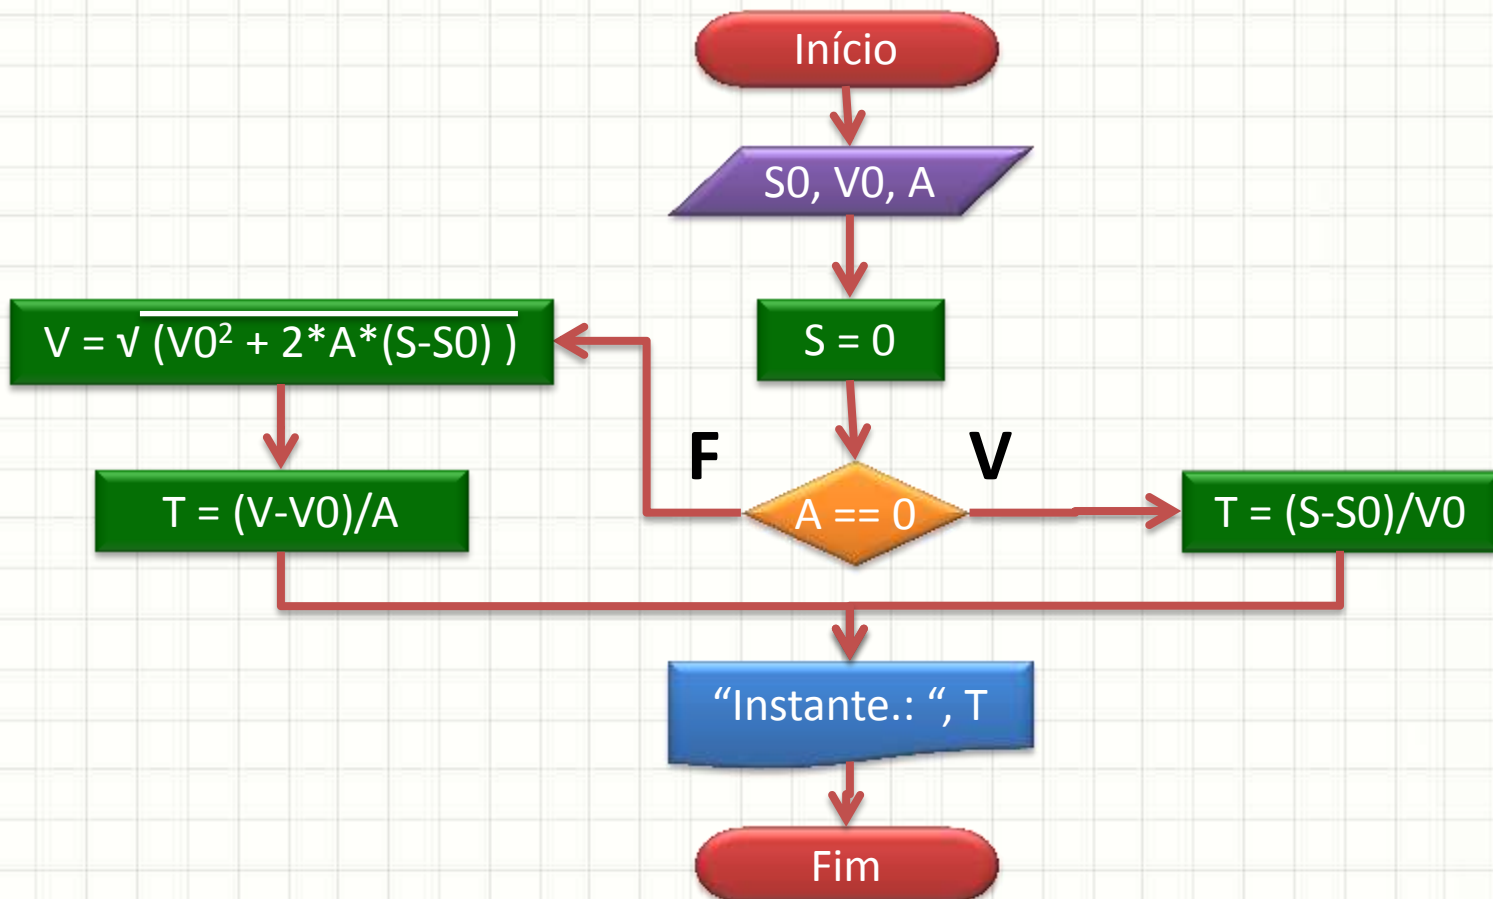 Início
S0, V0, A
S = 0
V = √ (V0² + 2*A*(S-S0) )
F
V
A == 0
T = (V-V0)/A
T = (S-S0)/V0
“Instante.: “, T
Fim